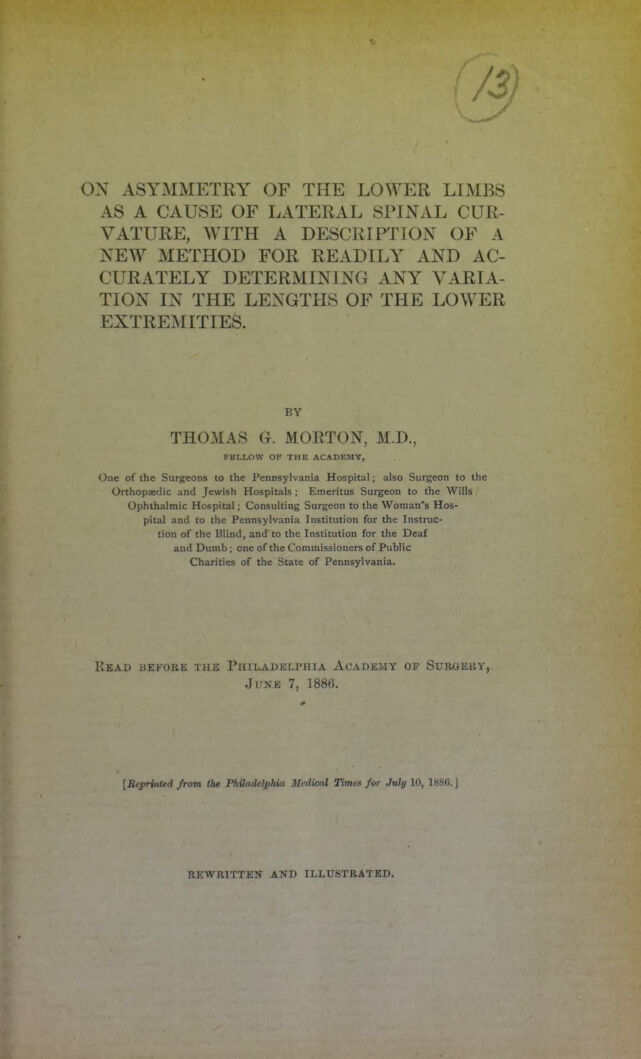 13
ON ASYMMETRY OF THE LOWER LIMBS
AS A CAUSE OF LATERAL SPINAL CUR-
VATURE, WITH A DESCRIPTION OF A
NEW METHOD FOR READILY AND AC-
CURATELY DETERMINING ANY VARIA-
TION IN THE LENGTHS OF THE LOWER
EXTREMITIES.
BY
THOMAS G. MORTON, M.D.,
FELLOW OF THE ACADEMY,
One of the Surgeons to the Pennsylvania Hospital; also Surgeon to the
Orthopædic and Jewish Hospitals; Emeritus Surgeon to the Wills
Ophthalmic Hospital; Consulting Surgeon to the Woman's Hos-
pital and to the Pennsylvania Institution for the Instruc-
tion of the Blind, and to the Institution for the Deaf
and Dumb; one of the Commissioners of Public
Charities of the State of Pennsylvania.
READ BEFORE THE PHILADELPHIA ACADEMY OF SURGERY,
JUNE 7, 1886.
[Reprinted from the Philadelphia Medical Times for July 10, 1886.]
REWRITTEN AND ILLUSTRATED.